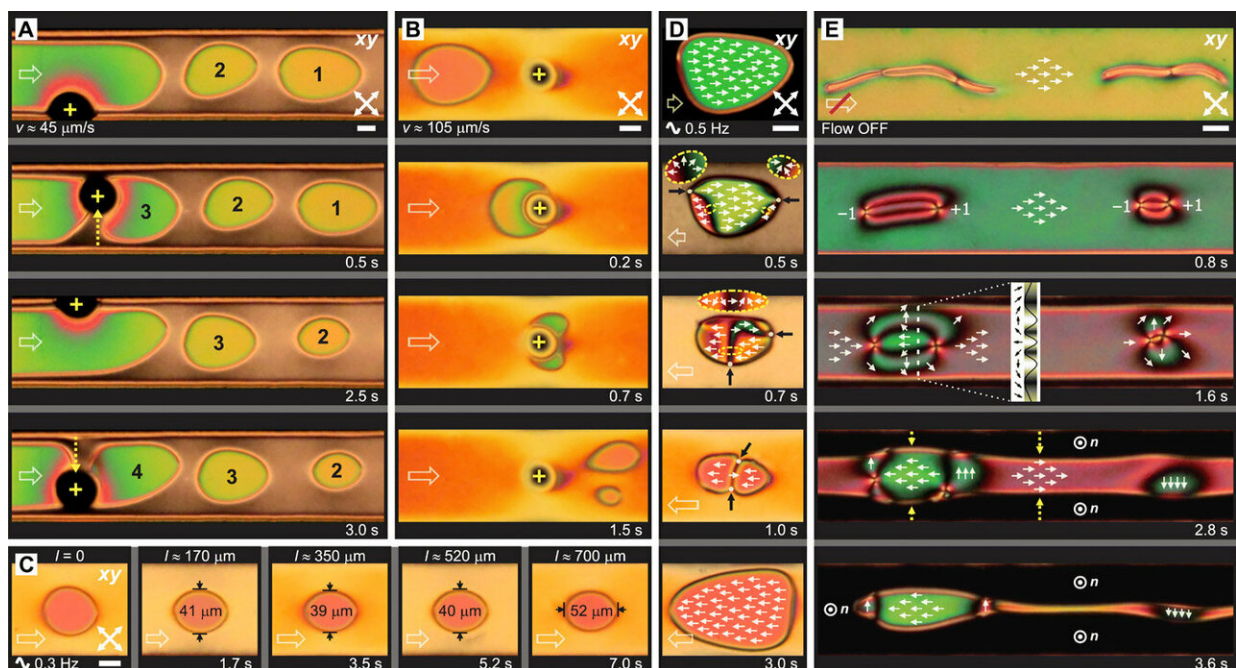 A
xy
2
1
v ≈ 45 μm/s
3
2
1
0.5 s
3
2
2.5 s
4
3
2
3.0 s
B
xy
v ≈ 105 μm/s
0.2 s
0.7 s
1.5 s
C
l = 0
xy
0.3 Hz
l ≈ 170 μm
41 μm
1.7 s
l ≈ 350 μm
39 μm
3.5 s
l ≈ 520 μm
40 μm
5.2 s
l ≈ 700 μm
52 μm
7.0 s
D
xy
0.5 Hz
0.5 s
0.7 s
1.0 s
3.0 s
E
xy
Flow OFF
−1
+1
−1
+1
0.8 s
1.6 s
n
n
2.8 s
n
n
n
3.6 s